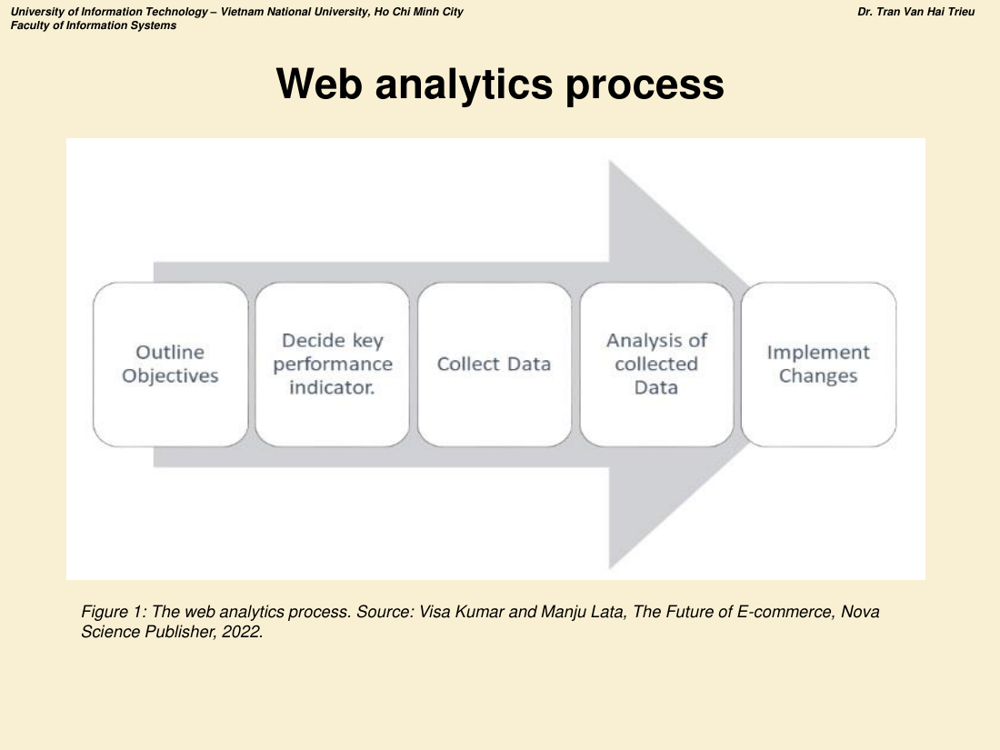 University of Information Technology – Vietnam National University, Ho Chi Minh City
Dr. Tran Van Hai Trieu
Faculty of Information Systems
Web analytics process
Outline
Objectives
Decide key
performance
indicator.
Collect Data
Analysis of
collected
Data
Implement
Changes
Figure 1: The web analytics process. Source: Visa Kumar and Manju Lata, The Future of E-commerce, Nova
Science Publisher, 2022.